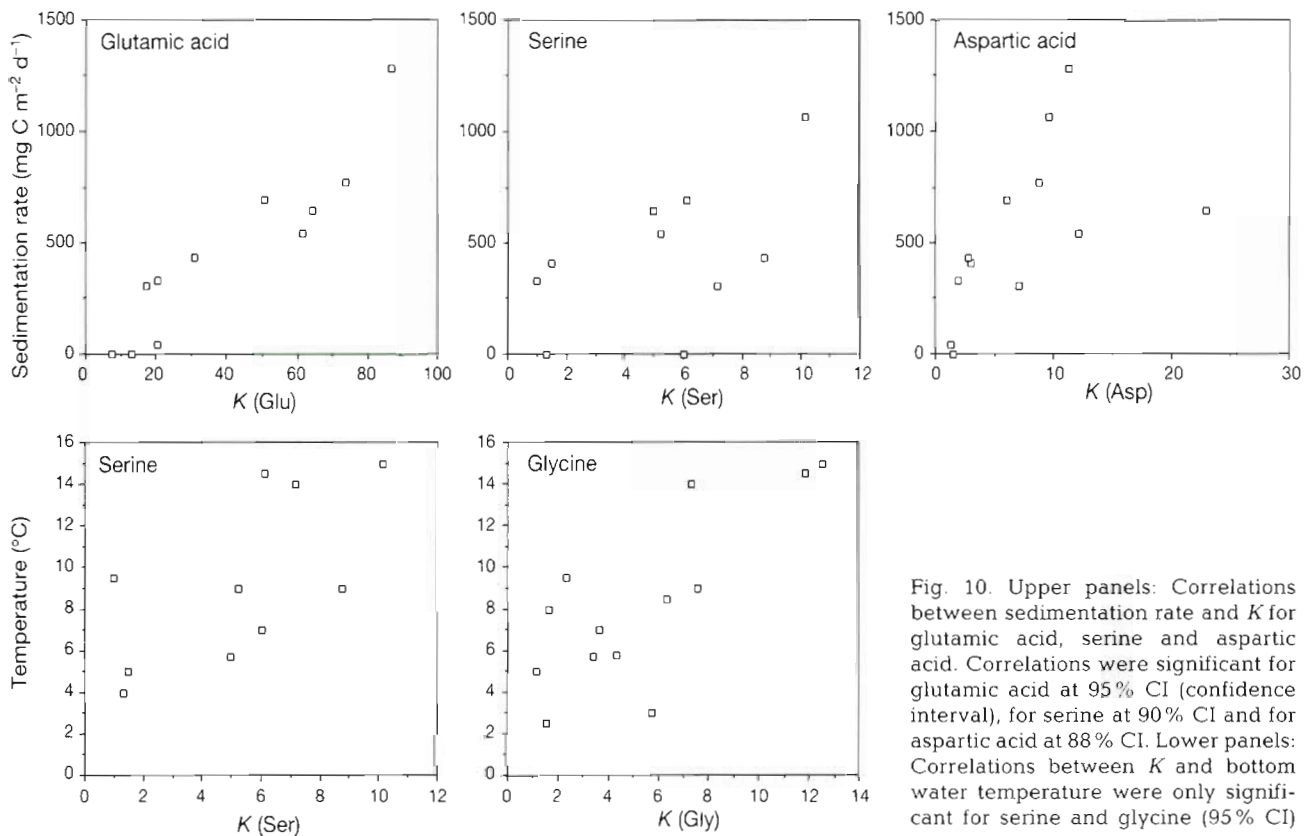 Glutamic acid
Serine
Aspartic acid
Sedimentation rate (mg C m⁻² d⁻¹)
1500
1000
500
0
0 20 40 60 80 100
K (Glu)
1500
1000
500
0
0 2 4 6 8 10 12
K (Ser)
1500
1000
500
0
0 10 20 30
K (Asp)
Serine
Temperature (°C)
16
14
12
10
8
6
4
2
0
0 2 4 6 8 10 12
K (Ser)
Glycine
16
14
12
10
8
6
4
2
0
0 2 4 6 8 10 12 14
K (Gly)
Fig. 10. Upper panels: Correlations
between sedimentation rate and K for
glutamic acid, serine and aspartic
acid. Correlations were significant for
glutamic acid at 95% CI (confidence
interval), for serine at 90% CI and for
aspartic acid at 88% CI. Lower panels:
Correlations between K and bottom
water temperature were only signifi-
cant for serine and glycine (95% CI)